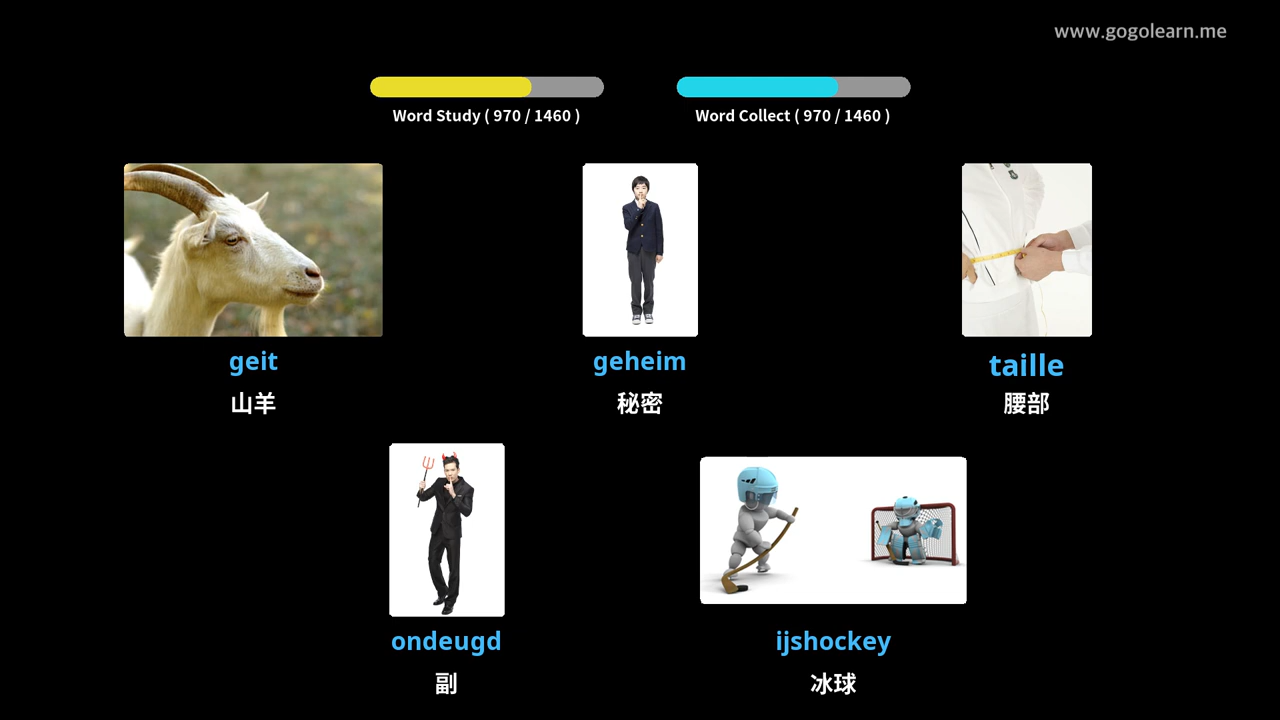 www.gogolearn.me
Word Study ( 970 / 1460 )
Word Collect ( 970 / 1460 )
geit
山羊
geheim
秘密
taille
腰部
ondeugd
副
ijshockey
冰球